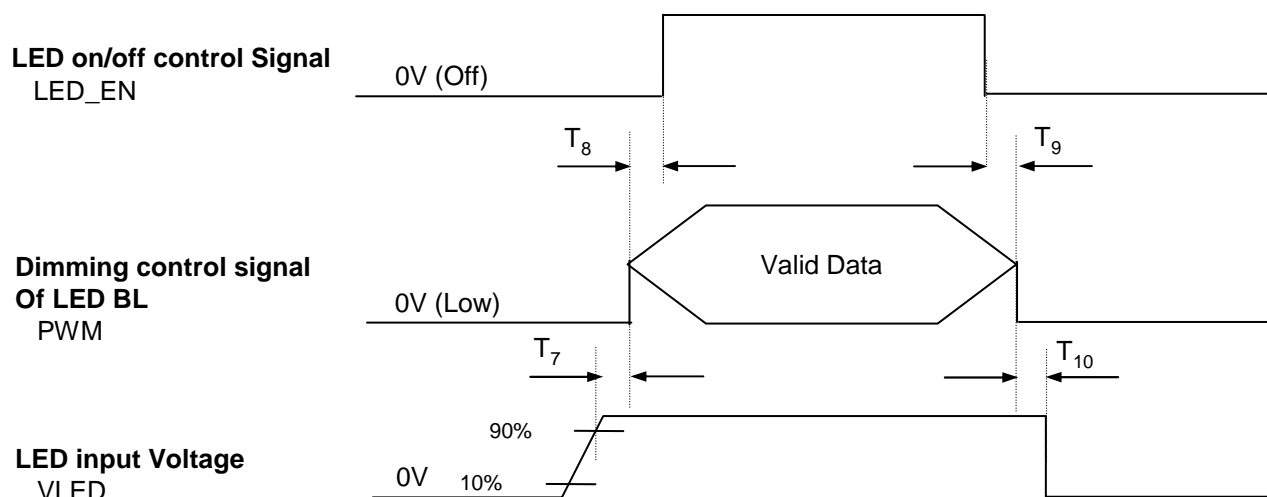 LED on/off control Signal
LED_EN
0V (Off)
T8
T9
Dimming control signal
Of LED BL
PWM
0V (Low)
Valid Data
T7
T10
90%
LED input Voltage
VLED
0V
10%